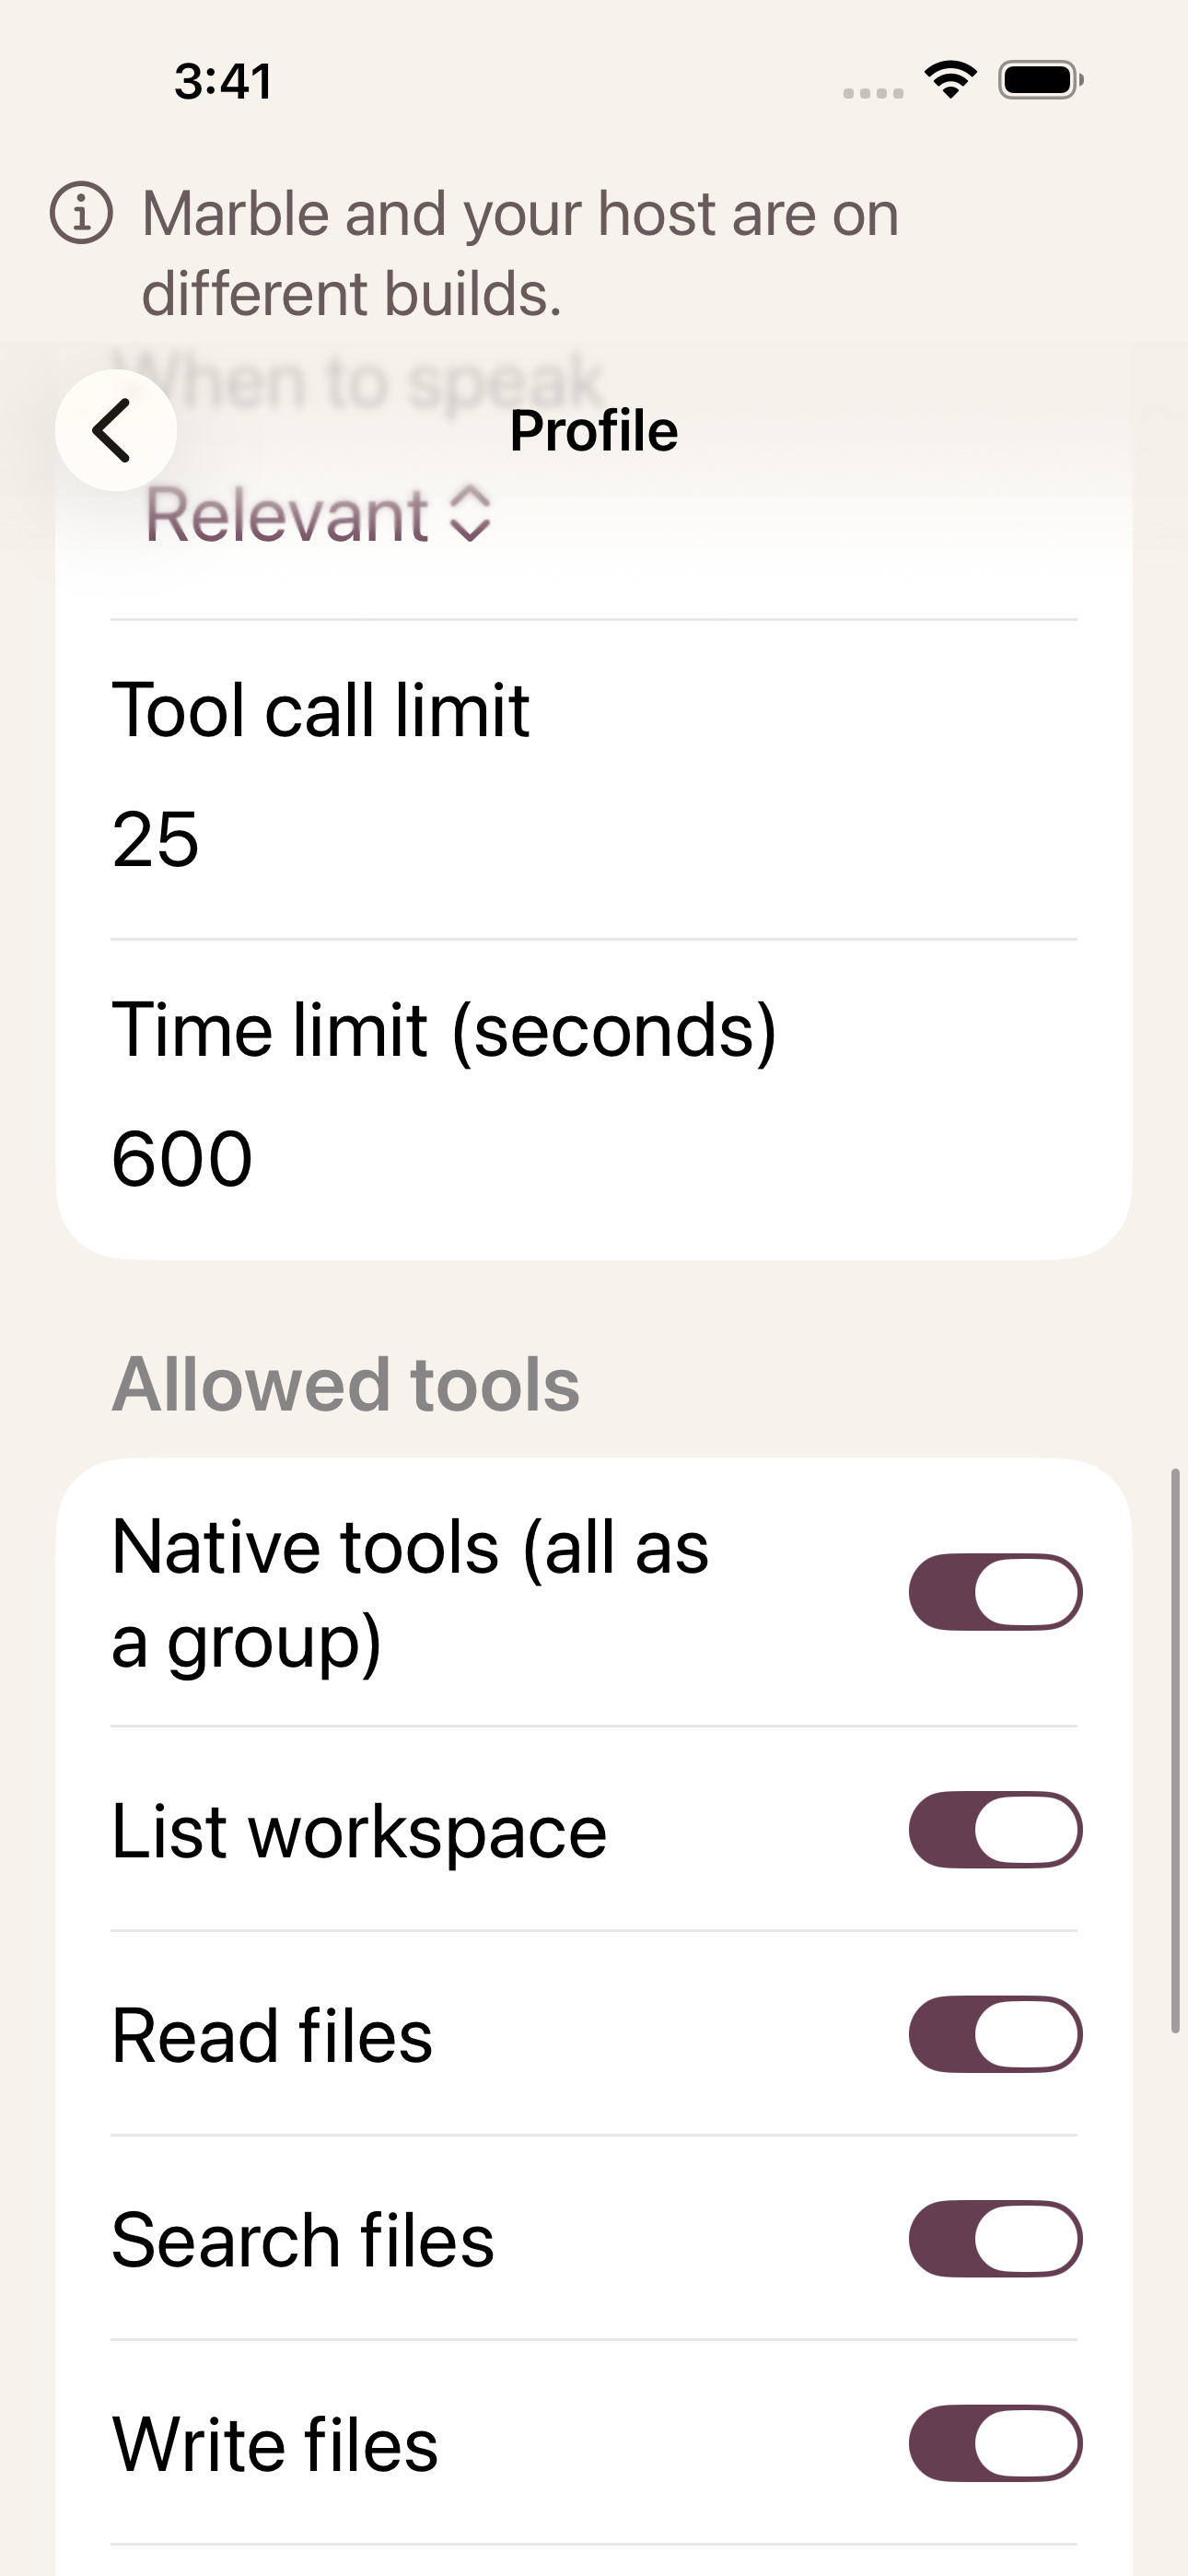 3:41
Marble and your host are on
different builds.
When to speak
Profile
Relevant
Tool call limit
25
Time limit (seconds)
600
Allowed tools
Native tools (all as
a group)
List workspace
Read files
Search files
Write files